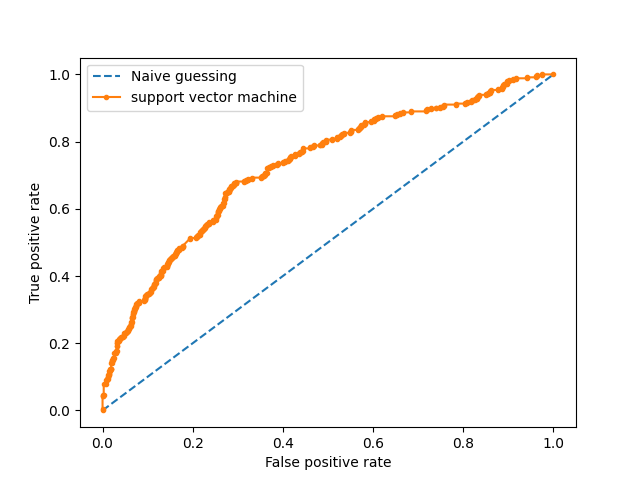 Naive guessing
support vector machine
1.0
0.8
0.6
0.4
0.2
0.0
True positive rate
0.0 0.2 0.4 0.6 0.8 1.0
False positive rate